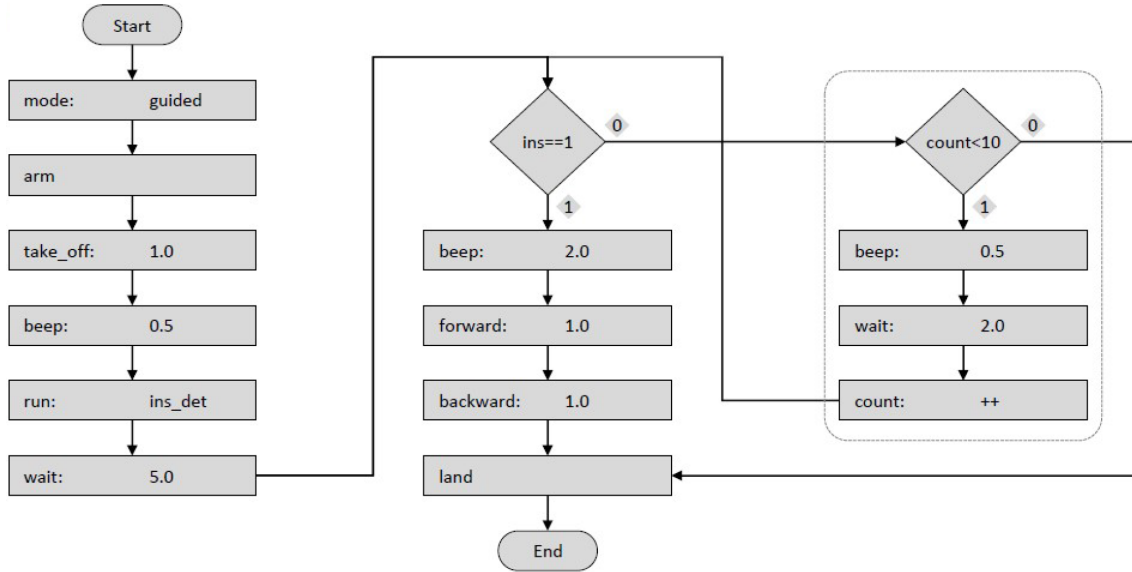 Start
mode: guided
arm
take_off: 1.0
beep: 0.5
run: ins_det
wait: 5.0
ins==1
0
1
beep: 2.0
forward: 1.0
backward: 1.0
land
End
count<10
0
1
beep: 0.5
wait: 2.0
count: ++